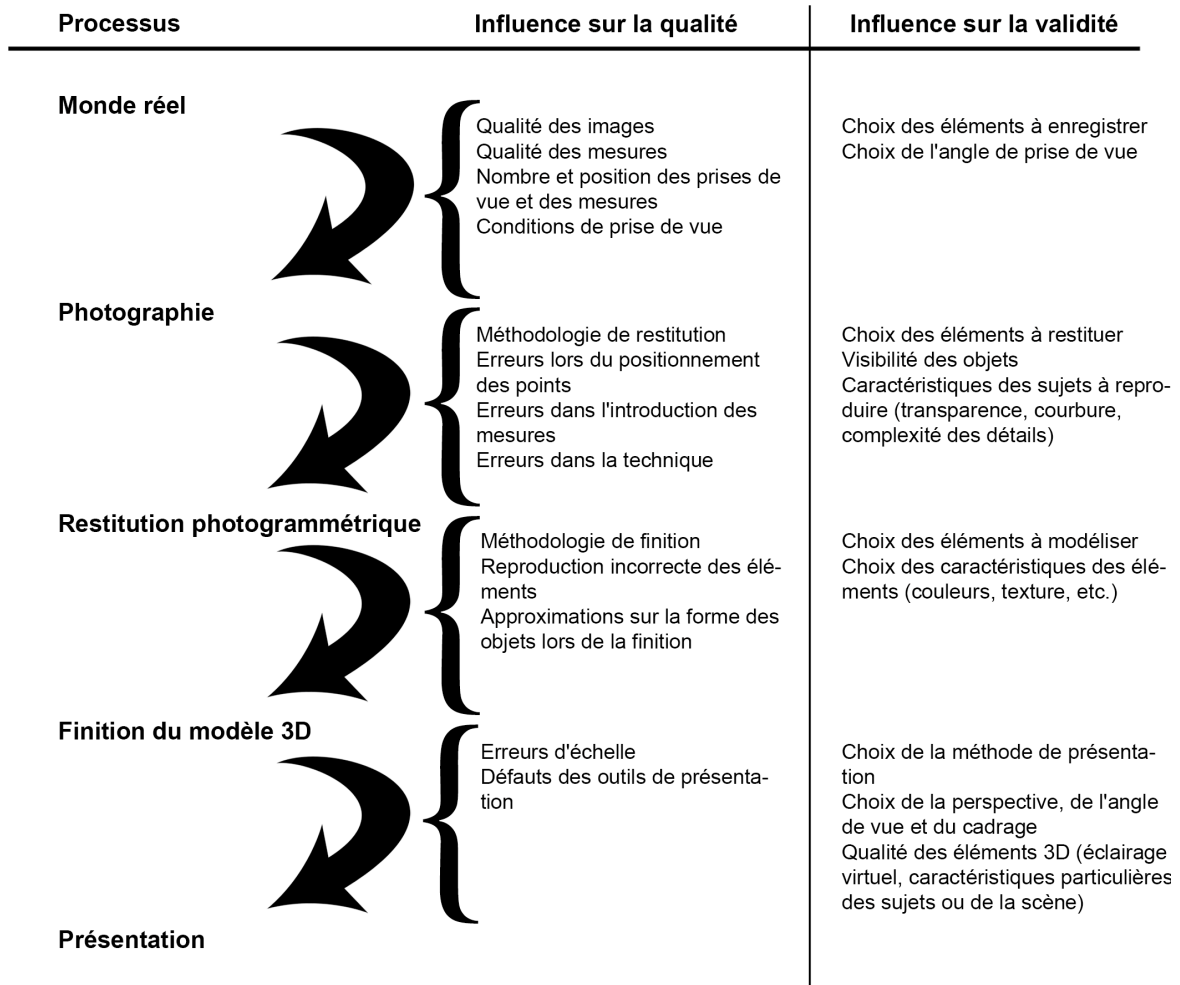 Processus
Influence sur la qualité
Influence sur la validité
Monde réel
Qualité des images
Qualité des mesures
Nombre et position des prises de
vue et des mesures
Conditions de prise de vue
Choix des éléments à enregistrer
Choix de l'angle de prise de vue
Photographie
Méthodologie de restitution
Erreurs lors du positionnement
des points
Erreurs dans l'introduction des
mesures
Erreurs dans la technique
Choix des éléments à restituer
Visibilité des objets
Caractéristiques des sujets à repro-
duire (transparence, courbure,
complexité des détails)
Restitution photogrammétrique
Méthodologie de finition
Reproduction incorrecte des élé-
ments
Approximations sur la forme des
objets lors de la finition
Choix des éléments à modéliser
Choix des caractéristiques des élé-
ments (couleurs, texture, etc.)
Finition du modèle 3D
Erreurs d'échelle
Défauts des outils de présenta-
tion
Choix de la méthode de présenta-
tion
Choix de la perspective, de l'angle
de vue et du cadrage
Qualité des éléments 3D (éclairage
virtuel, caractéristiques particulières
des sujets ou de la scène)
Présentation